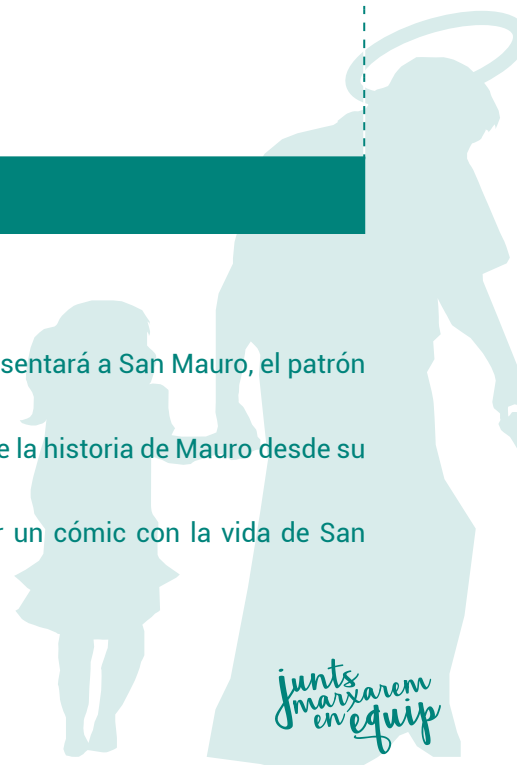 sentará a San Mauro, el patrón
e la historia de Mauro desde su
r un cómic con la vida de San
junts
marxarem
en equip